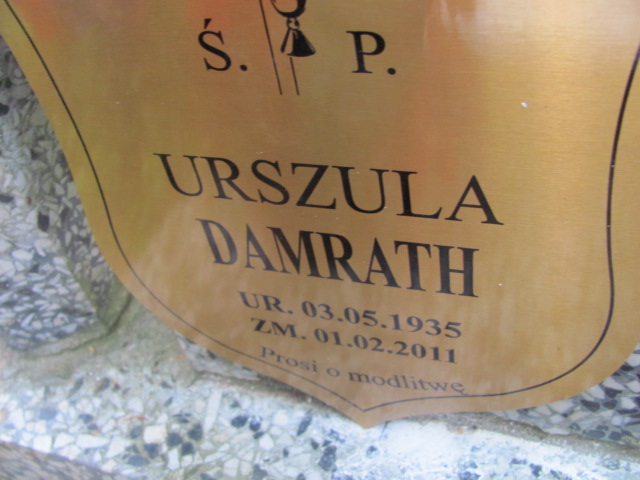 Ś. P.
URSZULA
DAMRATH
UR. 03.05.1935
ZM. 01.02.2011
Prosi o modlitwę